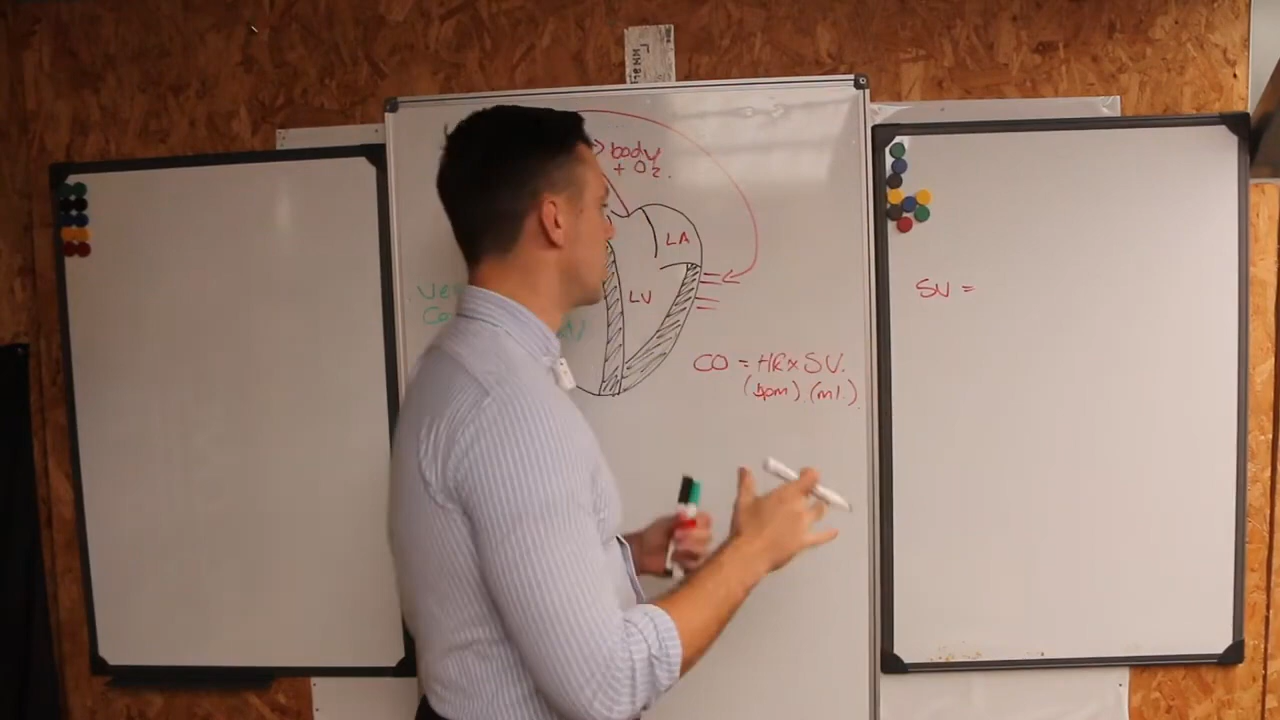 body
+ O2.
LA
LV
CO = HR x SV.
(bpm) (ml.)
SV =